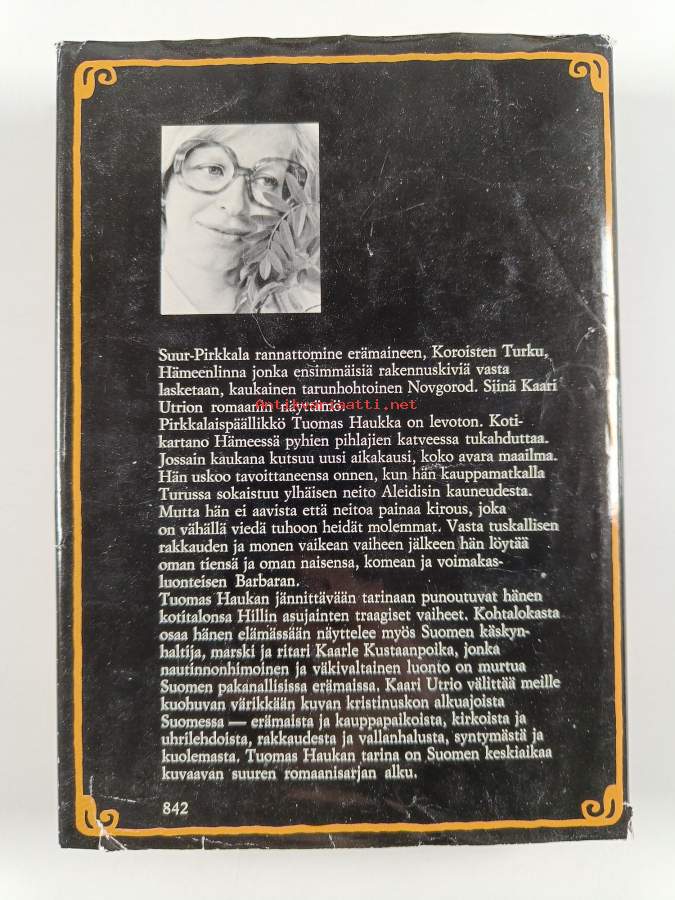 Suur-Pirkkala rannattomine erämaineen, Koroisten Turku,
Hämeenlinna jonka ensimmäisiä rakennuskiviä vasta
lasketaan, kaukainen tarunhohtoinen Novgorod. Siinä Kaari
Utrion romaanin näyttämö.
Antikvariaatti.net
Pirkkalaispäällikkö Tuomas Haukka on levoton. Koti-
kartano Hämeessä pyhien pihlajien katveessa tukahduttaa.
Jossain kaukana kutsuu uusi aikakausi, koko avara maailma.
Hän uskoo tavoittaneensa onnen, kun hän kauppamatkalla
Turussa sokaistuu ylhäisen neito Aleidisin kauneudesta.
Mutta hän ei aavista että neitoa painaa kirous, joka
on vähällä viedä tuhoon heidät molemmat. Vasta tuskallisen
rakkauden ja monen vaikean vaiheen jälkeen hän löytää
oman tiensä ja oman naisensa, komean ja voimakas-
luonteisen Barbaran.
Tuomas Haukan jännittävään tarinaan punoutuvat hänen
kotitalonsa Hillin asujainten traagiset vaiheet. Kohtalokasta
osaa hänen elämässään näyttelee myös Suomen käskyn-
haltija, marski ja ritari Kaarle Kustaanpoika, jonka
nautinnonhimoinen ja väkivaltainen luonto on murtua
Suomen pakanallisissa erämaissa. Kaari Utrio välittää meille
kuohuvan värikkään kuvan kristinuskon alkuajoista
Suomessa — erämaista ja kauppapaikoista, kirkoista ja
uhrilehdoista, rakkaudesta ja vallanhalusta, syntymästä ja
kuolemasta. Tuomas Haukan tarina on Suomen keskiaikaa
kuvaavan suuren romaanisarjan alku.
842